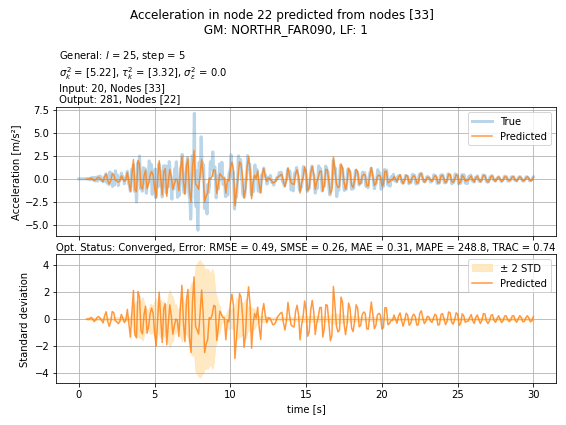 Acceleration in node 22 predicted from nodes [33]
GM: NORTHR_FAR090, LF: 1
General: l = 25, step = 5
σ²ₖ = [5.22], τ²ₖ = [3.32], σ²ε = 0.0
Input: 20, Nodes [33]
Output: 281, Nodes [22]
Acceleration [m/s²]
7.5
5.0
2.5
0.0
−2.5
−5.0
True
Predicted
Opt. Status: Converged, Error: RMSE = 0.49, SMSE = 0.26, MAE = 0.31, MAPE = 248.8, TRAC = 0.74
Standard deviation
4
2
0
−2
−4
± 2 STD
Predicted
0 5 10 15 20 25 30
time [s]